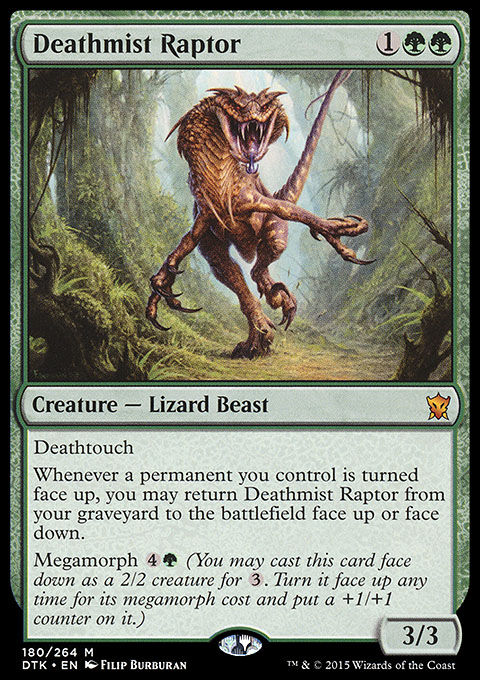 Deathmist Raptor 1
Creature — Lizard Beast
Deathtouch
Whenever a permanent you control is turned
face up, you may return Deathmist Raptor from
your graveyard to the battlefield face up or face
down.
Megamorph 4 (You may cast this card face
down as a 2/2 creature for 3. Turn it face up any
time for its megamorph cost and put a +1/+1
counter on it.)
3/3
180/264 M
DTK • EN Filip Burburan
™ & © 2015 Wizards of the Coast